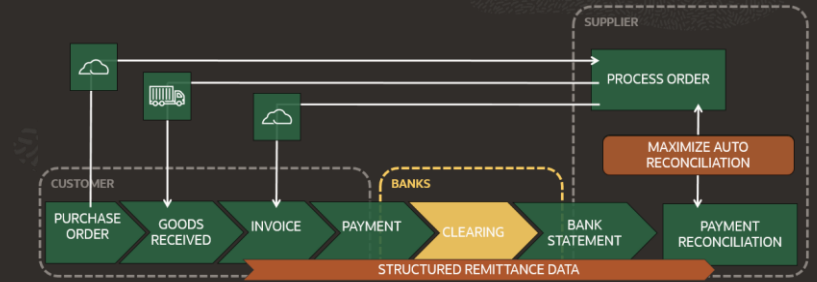 SUPPLIER
PROCESS ORDER
MAXIMIZE AUTO
RECONCILIATION
CUSTOMER
BANKS
PURCHASE
ORDER
GOODS
RECEIVED
INVOICE
PAYMENT
CLEARING
BANK
STATEMENT
PAYMENT
RECONCILIATION
STRUCTURED REMITTANCE DATA